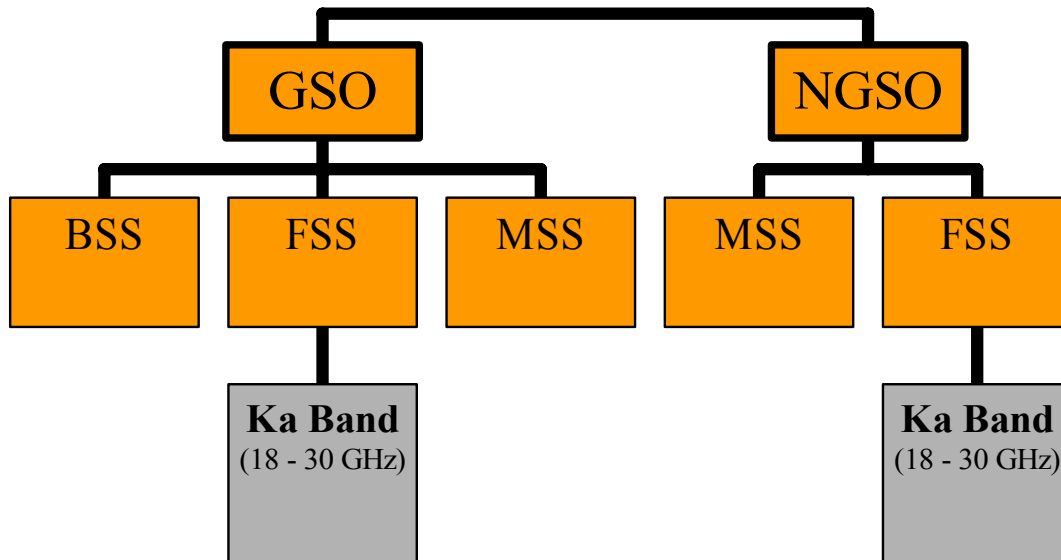 GSO
NGSO
BSS
FSS
MSS
MSS
FSS
Ka Band
(18 - 30 GHz)
Ka Band
(18 - 30 GHz)